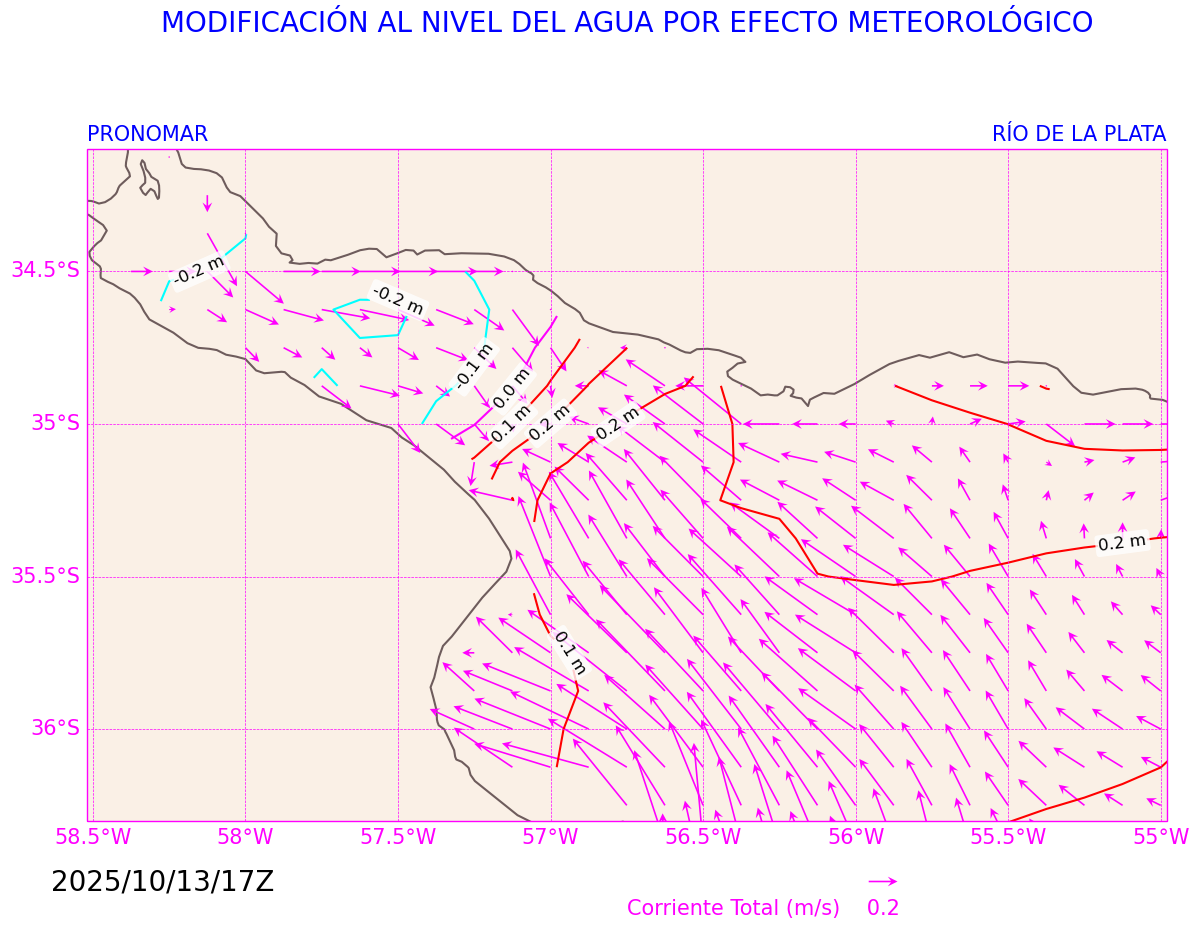 MODIFICACIÓN AL NIVEL DEL AGUA POR EFECTO METEOROLÓGICO
PRONOMAR
RÍO DE LA PLATA
-0.2 m
-0.2 m
-0.1 m
0.0 m
0.1 m
0.2 m
0.2 m
0.2 m
0.1 m
34.5°S
35°S
35.5°S
36°S
58.5°W
58°W
57.5°W
57°W
56.5°W
56°W
55.5°W
55°W
2025/10/13/17Z
Corriente Total (m/s)
0.2